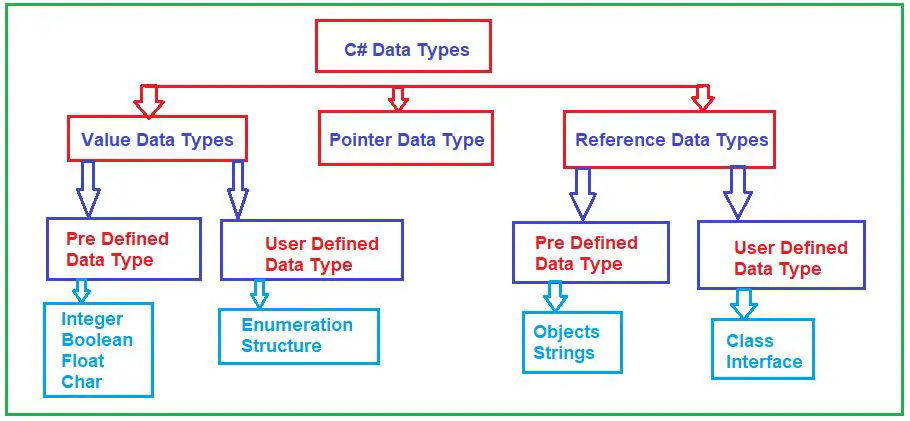 C# Data Types
Value Data Types
Pointer Data Type
Reference Data Types
Pre Defined
Data Type
User Defined
Data Type
Pre Defined
Data Type
User Defined
Data Type
Integer
Boolean
Float
Char
Enumeration
Structure
Objects
Strings
Class
Interface